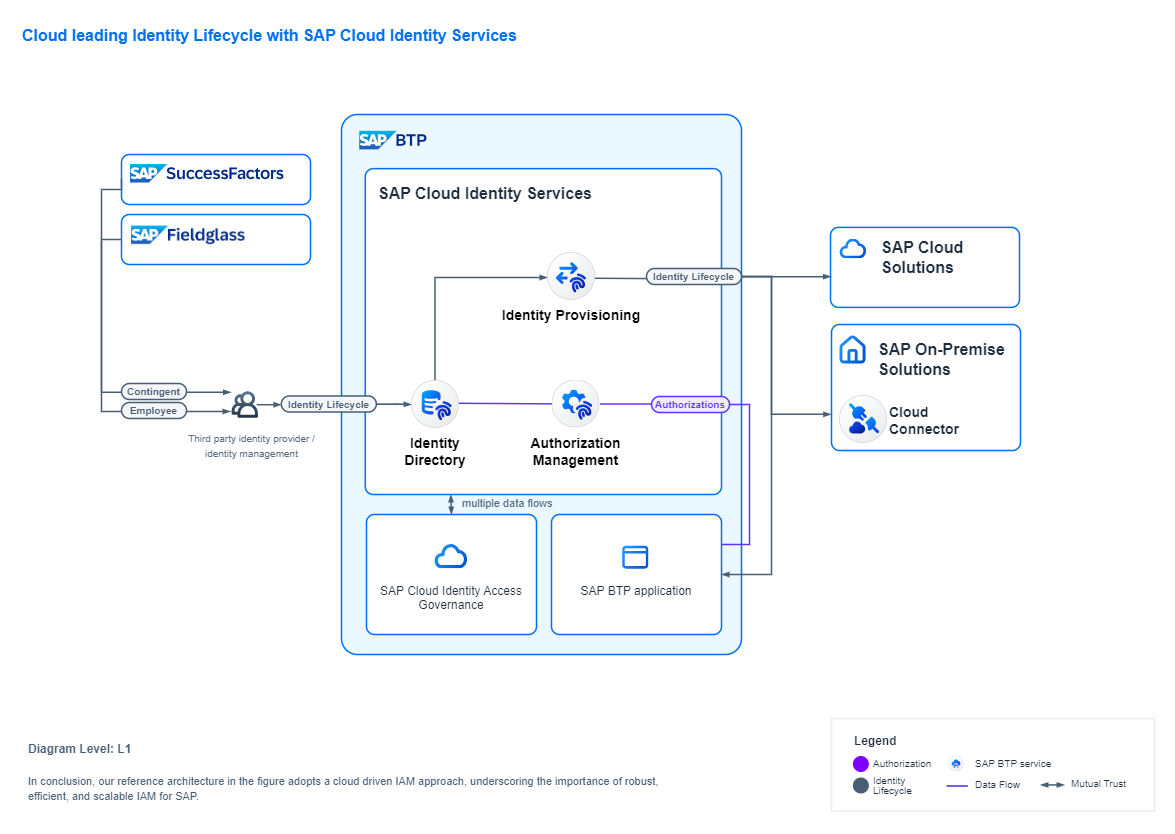 Cloud leading Identity Lifecycle with SAP Cloud Identity Services
SAP BTP
SAP SuccessFactors
SAP Fieldglass
SAP Cloud Identity Services
SAP Cloud
Solutions
Identity Lifecycle
Identity Provisioning
SAP On-Premise
Solutions
Cloud
Connector
Contingent
Employee
Identity Lifecycle
Authorizations
Third party identity provider /
identity management
Identity
Directory
Authorization
Management
multiple data flows
SAP Cloud Identity Access
Governance
SAP BTP application
Diagram Level: L1
In conclusion, our reference architecture in the figure adopts a cloud driven IAM approach, underscoring the importance of robust,
efficient, and scalable IAM for SAP.
Legend
Authorization
SAP BTP service
Identity
Lifecycle
Data Flow
Mutual Trust